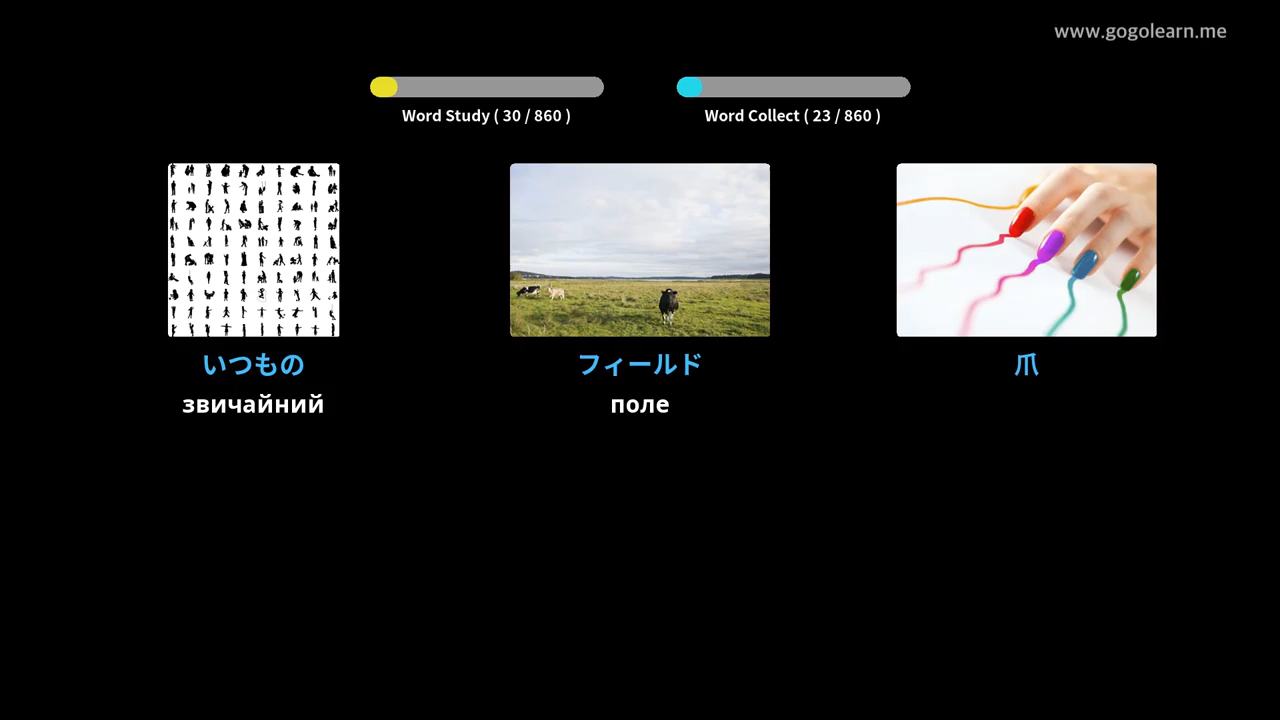 www.gogolearn.me
Word Study ( 30 / 860 )
Word Collect ( 23 / 860 )
いつもの
звичайний
フィールド
поле
爪